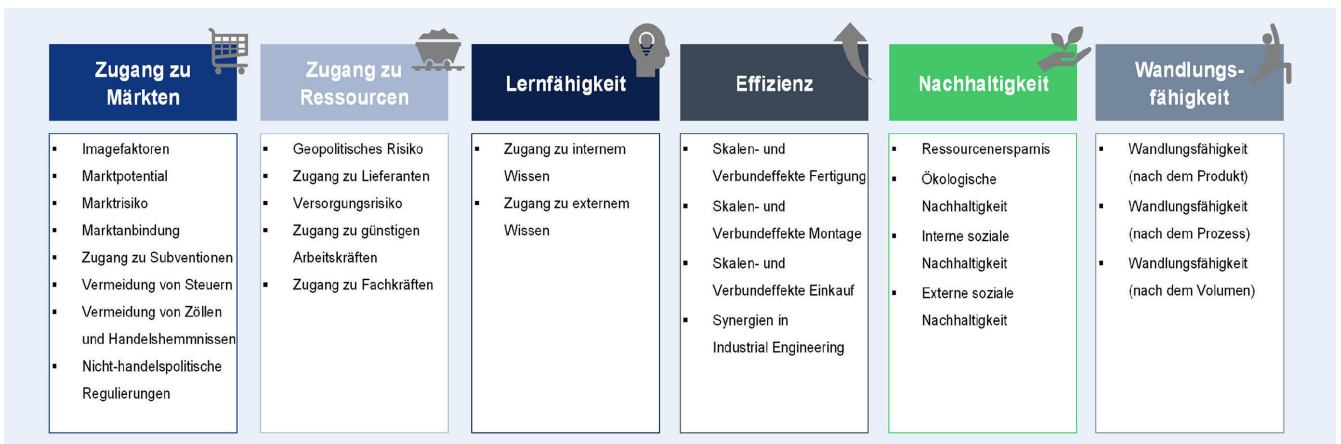 Zugang zu
Märkten
Imagefaktoren
Marktpotential
Marktrisiko
Marktanbindung
Zugang zu Subventionen
Vermeidung von Steuern
Vermeidung von Zöllen
und Handelshemmnissen
Nicht-handelspolitische
Regulierungen
Zugang zu
Ressourcen
Geopolitisches Risiko
Zugang zu Lieferanten
Versorgungsrisiko
Zugang zu günstigen
Arbeitskräften
Zugang zu Fachkräften
Lernfähigkeit
Zugang zu internem
Wissen
Zugang zu externem
Wissen
Effizienz
Skalen- und
Verbundeffekte Fertigung
Skalen- und
Verbundeffekte Montage
Skalen- und
Verbundeffekte Einkauf
Synergien in
Industrial Engineering
Nachhaltigkeit
Ressourcenersparnis
Ökologische
Nachhaltigkeit
Interne soziale
Nachhaltigkeit
Externe soziale
Nachhaltigkeit
Wandlungs-
fähigkeit
Wandlungsfähigkeit
(nach dem Produkt)
Wandlungsfähigkeit
(nach dem Prozess)
Wandlungsfähigkeit
(nach dem Volumen)